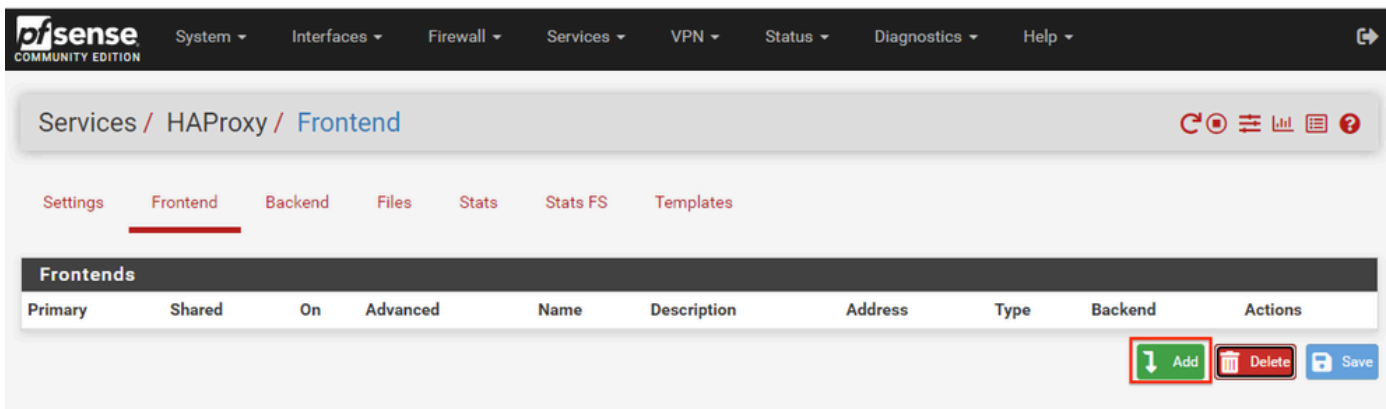 pfsense System Interfaces Firewall Services VPN Status Diagnostics Help
COMMUNITY EDITION
Services / HAProxy / Frontend
Settings Frontend Backend Files Stats Stats FS Templates
Frontends
Primary Shared On Advanced Name Description Address Type Backend Actions
Add Delete Save